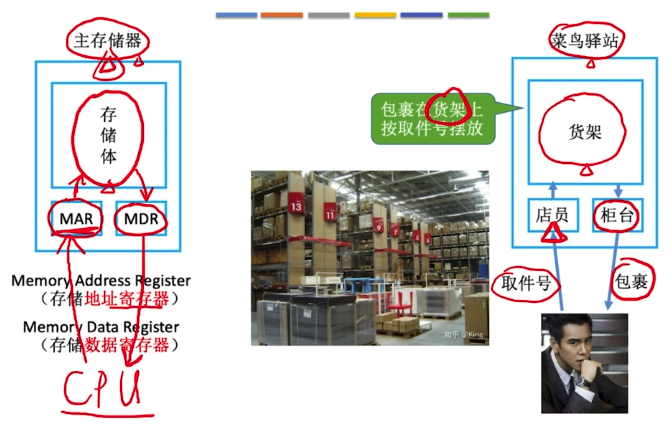 主存储器
存
储
体
MAR
MDR
Memory Address Register
（存储地址寄存器）
Memory Data Register
（存储数据寄存器）
CPU
包裹在货架上
按取件号摆放
13
11
9
7
5
知乎 @King
菜鸟驿站
货架
店员
柜台
取件号
包裹